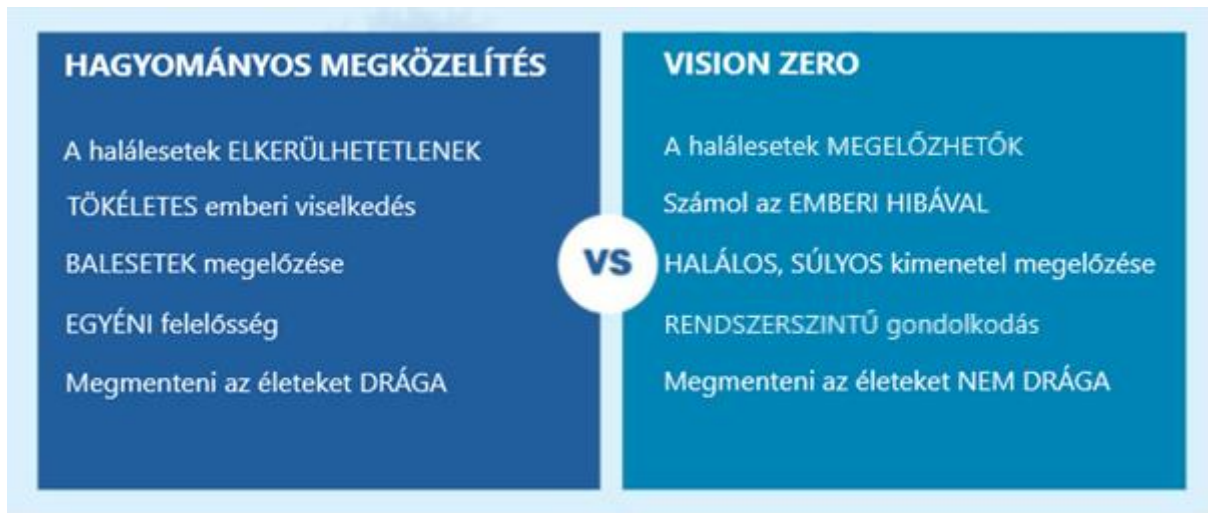 HAGYOMÁNYOS MEGKÖZELÍTÉS
A halálesetek ELKERÜLHETETLENEK
TÖKÉLETES emberi viselkedés
BALESETEK megelőzése
EGYÉNI felelősség
Megmenteni az életeket DRÁGA
VS
VISION ZERO
A halálesetek MEGELŐZHETŐK
Számol az EMBERI HIBÁVAL
HALÁLOS, SÚLYOS kimenetel megelőzése
RENDSZERSZINTŰ gondolkodás
Megmenteni az életeket NEM DRÁGA